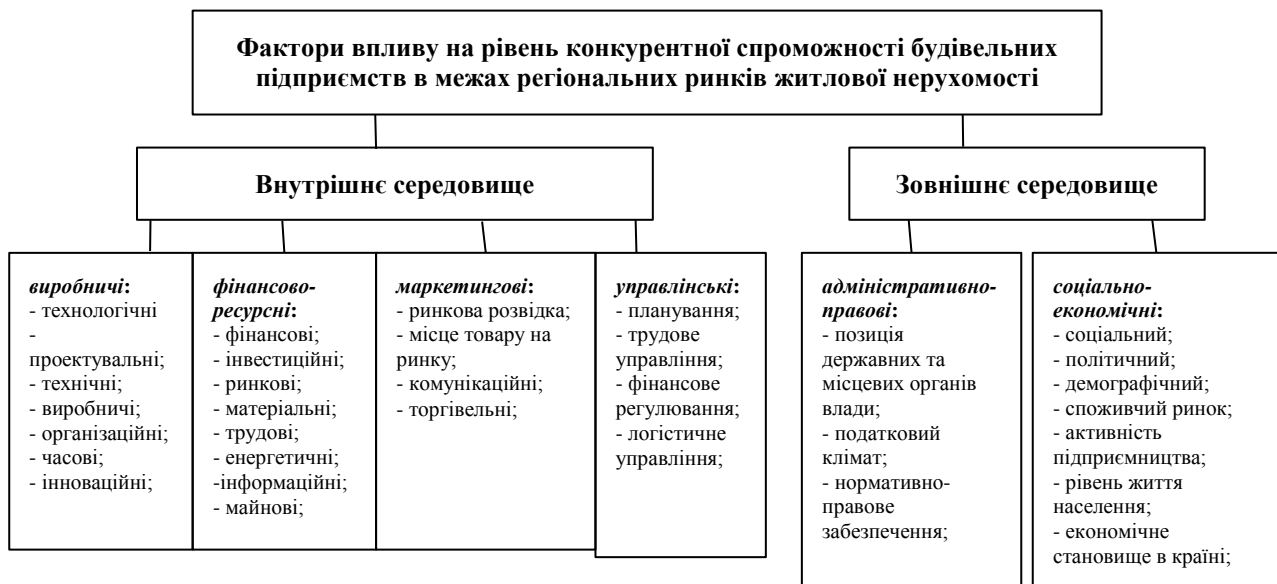 Фактори впливу на рівень конкурентної спроможності будівельних
підприємств в межах регіональних ринків житлової нерухомості
Внутрішнє середовище
Зовнішнє середовище
виробничі:
- технологічні
-
проектувальні;
- технічні;
- виробничі;
- організаційні;
- часові;
- інноваційні;
фінансово-
ресурсні:
- фінансові;
- інвестиційні;
- ринкові;
- матеріальні;
- трудові;
- енергетичні;
-інформаційні;
- майнові;
маркетингові:
- ринкова розвідка;
- місце товару на
ринку;
- комунікаційні;
- торгівельні;
управлінські:
- планування;
- трудове
управління;
- фінансове
регулювання;
- логістичне
управління;
адміністративно-
правові:
- позиція
державних та
місцевих органів
влади;
- податковий
клімат;
- нормативно-
правове
забезпечення;
соціально-
економічні:
- соціальний;
- політичний;
- демографічний;
- споживчий ринок;
- активність
підприємництва;
- рівень життя
населення;
- економічне
становище в країні;